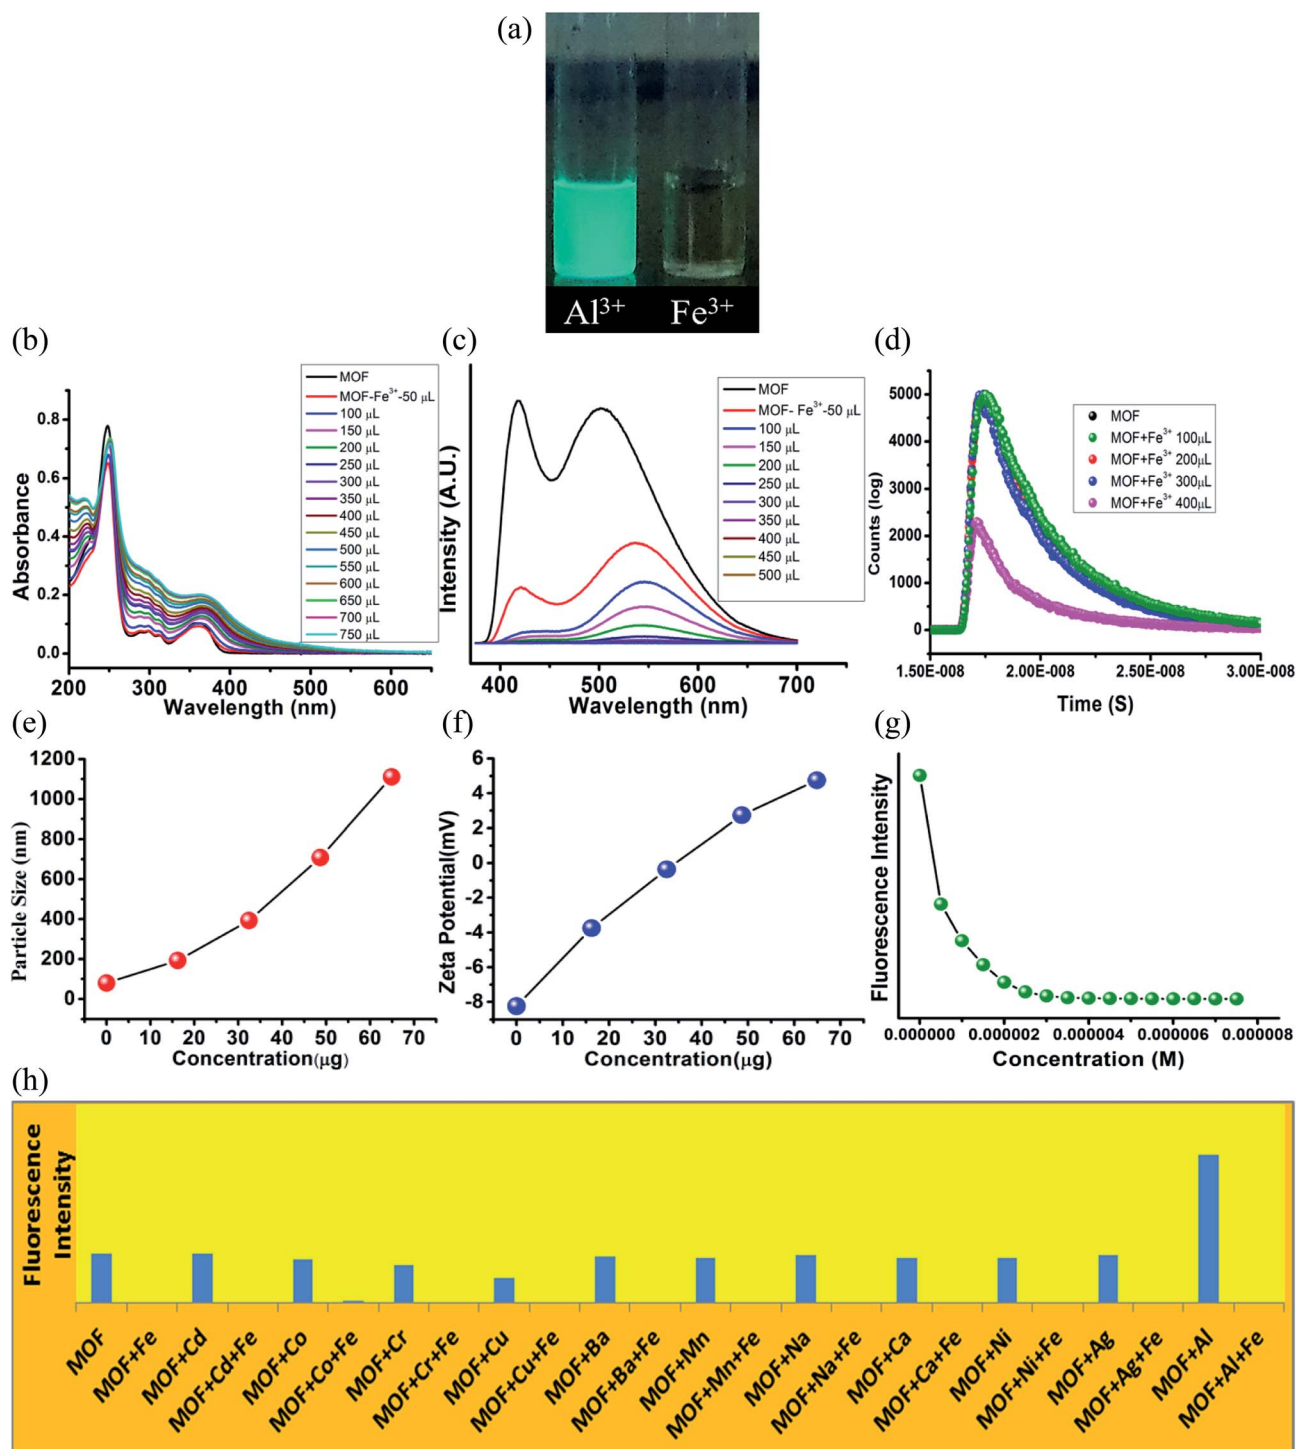 (a)
Al³⁺ Fe³⁺
(b)
Absorbance
0.8
0.6
0.4
0.2
0.0
200 300 400 500 600
Wavelength (nm)
MOF
MOF-Fe³⁺-50 μL
100 μL
150 μL
200 μL
250 μL
300 μL
350 μL
400 μL
450 μL
500 μL
550 μL
600 μL
650 μL
700 μL
750 μL
(c)
Intensity (A.U.)
400 500 600 700
Wavelength (nm)
MOF
MOF- Fe³⁺-50 μL
100 μL
150 μL
200 μL
250 μL
300 μL
350 μL
400 μL
450 μL
500 μL
(d)
Counts (log)
5000
4000
3000
2000
1000
0
1.50E-008 2.00E-008 2.50E-008 3.00E-008
Time (S)
MOF
MOF+Fe³⁺ 100μL
MOF+Fe³⁺ 200μL
MOF+Fe³⁺ 300μL
MOF+Fe³⁺ 400μL
(e)
Particle Size (nm)
1200
1000
800
600
400
200
0
0 10 20 30 40 50 60 70
Concentration(μg)
(f)
Zeta Potential(mV)
6
4
2
0
-2
-4
-6
-8
0 10 20 30 40 50 60 70
Concentration(μg)
(g)
Fluorescence Intensity
0.000000 0.000002 0.000004 0.000006 0.000008
Concentration (M)
(h)
Fluorescence
Intensity
MOF
MOF+Fe
MOF+Cd
MOF+Cd+Fe
MOF+Co
MOF+Co+Fe
MOF+Cr
MOF+Cr+Fe
MOF+Cu
MOF+Cu+Fe
MOF+Ba
MOF+Ba+Fe
MOF+Mn
MOF+Mn+Fe
MOF+Na
MOF+Na+Fe
MOF+Ca
MOF+Ca+Fe
MOF+Ni
MOF+Ni+Fe
MOF+Ag
MOF+Ag+Fe
MOF+Al
MOF+Al+Fe